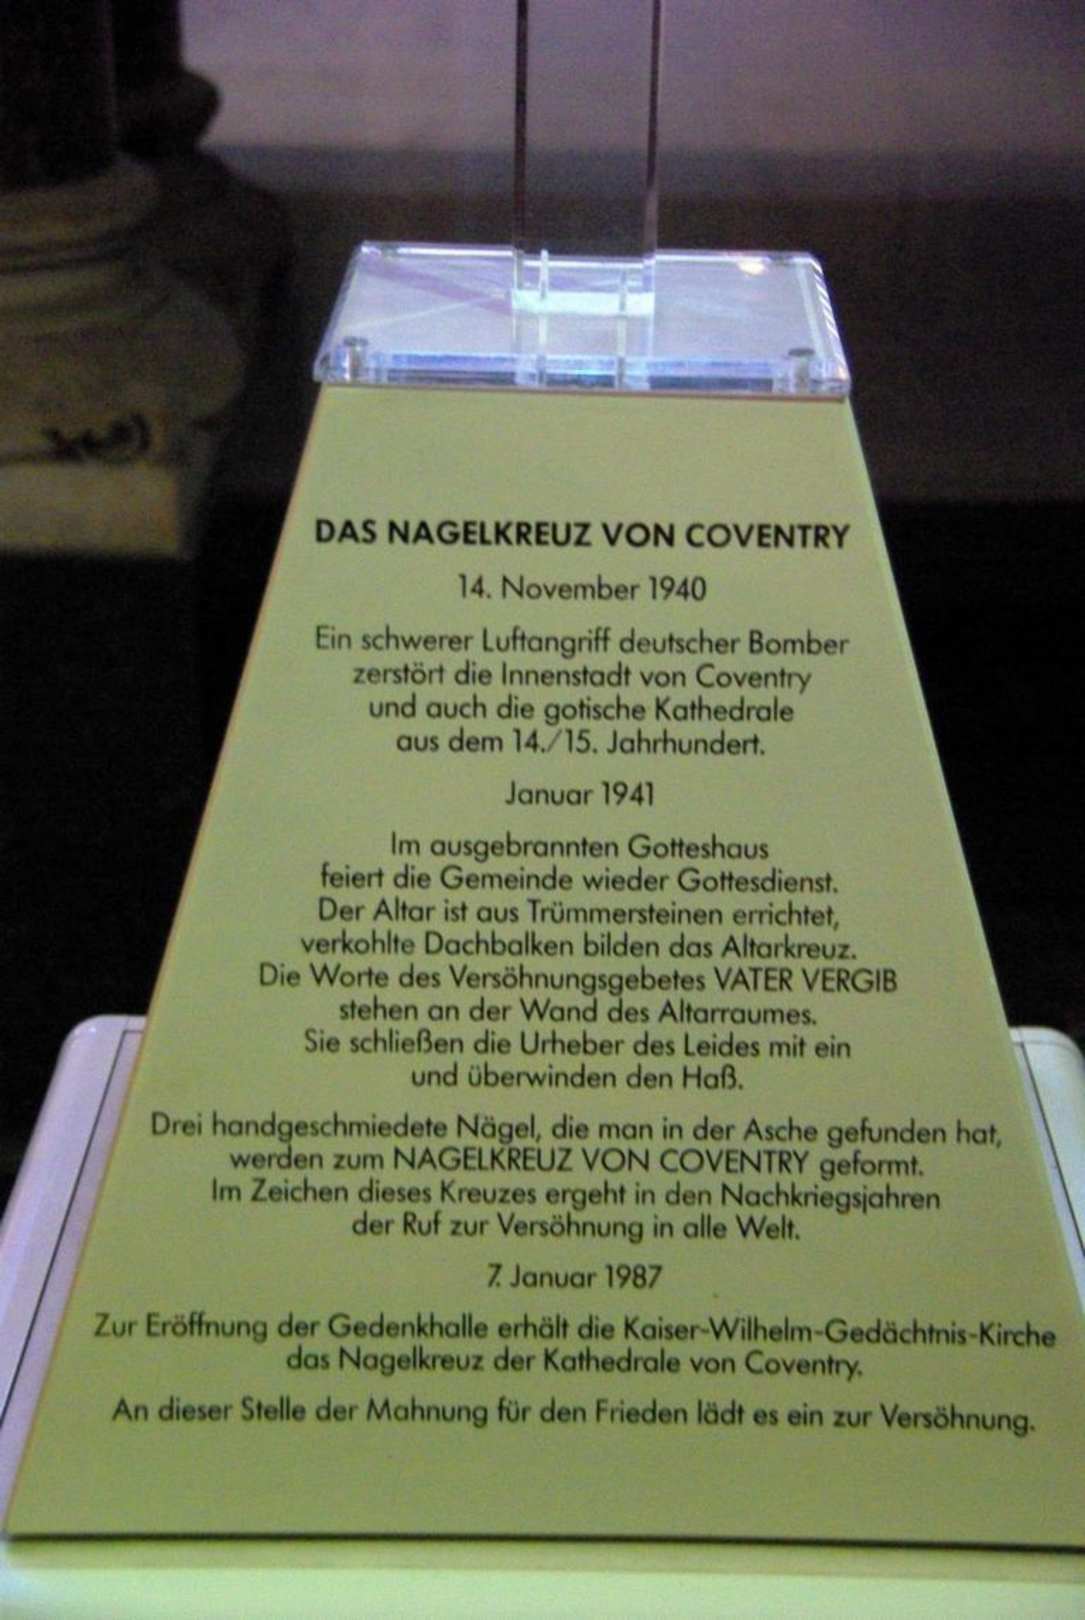 DAS NAGELKREUZ VON COVENTRY
14. November 1940
Ein schwerer Luftangriff deutscher Bomber
zerstört die Innenstadt von Coventry
und auch die gotische Kathedrale
aus dem 14./15. Jahrhundert.
Januar 1941
Im ausgebrannten Gotteshaus
feiert die Gemeinde wieder Gottesdienst.
Der Altar ist aus Trümmersteinen errichtet,
verkohlte Dachbalken bilden das Altarkreuz.
Die Worte des Versöhnungsgebetes VATER VERGIB
stehen an der Wand des Altarraumes.
Sie schließen die Urheber des Leides mit ein
und überwinden den Haß.
Drei handgeschmiedete Nägel, die man in der Asche gefunden hat,
werden zum NAGELKREUZ VON COVENTRY geformt.
Im Zeichen dieses Kreuzes ergeht in den Nachkriegsjahren
der Ruf zur Versöhnung in alle Welt.
7. Januar 1987
Zur Eröffnung der Gedenkhalle erhält die Kaiser-Wilhelm-Gedächtnis-Kirche
das Nagelkreuz der Kathedrale von Coventry.
An dieser Stelle der Mahnung für den Frieden lädt es ein zur Versöhnung.